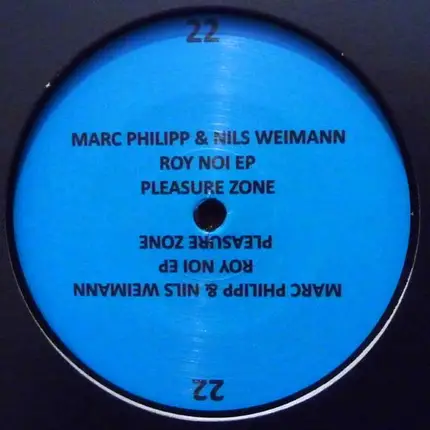 22
MARC PHILIPP & NILS WEIMANN
ROY NOI EP
PLEASURE ZONE
PLEASURE ZONE
ROY NOI EP
MARC PHILIPP & NILS WEIMANN
22